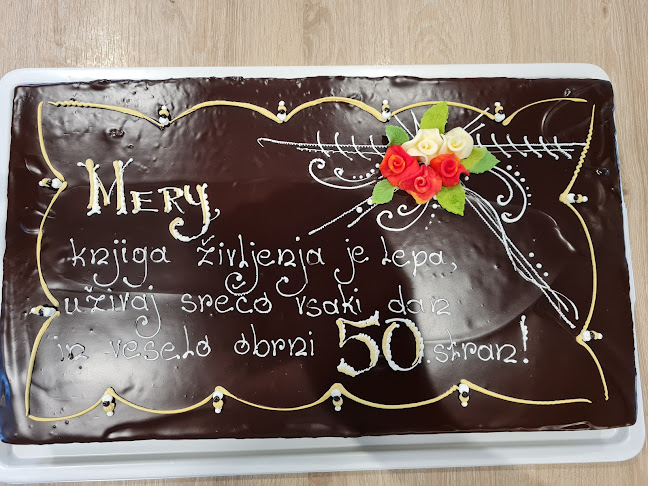 MERY,
knjiga življenja je lepa,
uživaj srečo vsaki dan
in veselo obrni 50.stran!